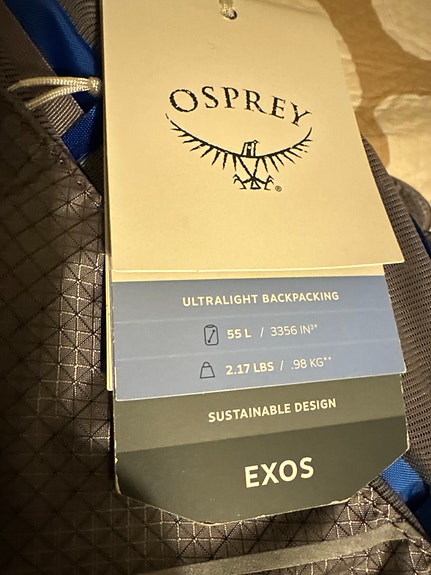 OSPREY
®
ULTRALIGHT BACKPACKING
55 L / 3356 IN³*
2.17 LBS / .98 KG**
SUSTAINABLE DESIGN
EXOS